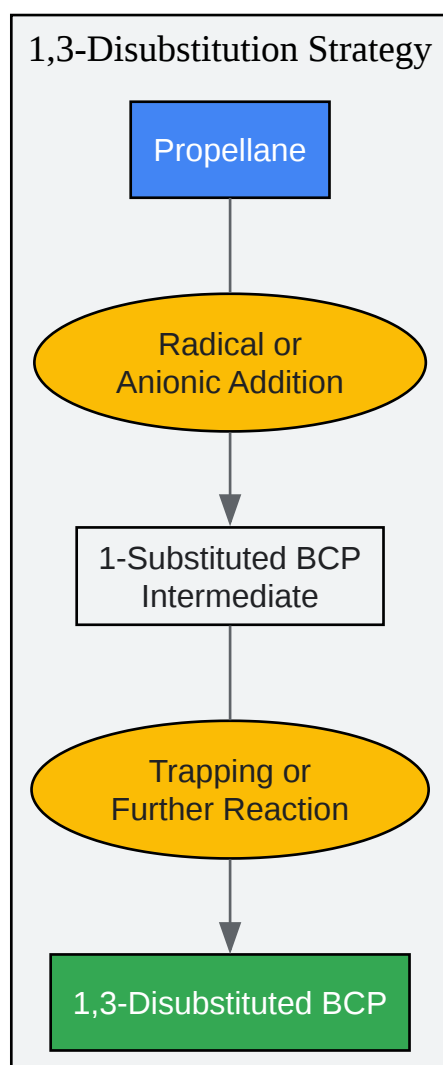 1,3-Disubstitution Strategy
Propellane
Radical or
Anionic Addition
1-Substituted BCP
Intermediate
Trapping or
Further Reaction
1,3-Disubstituted BCP